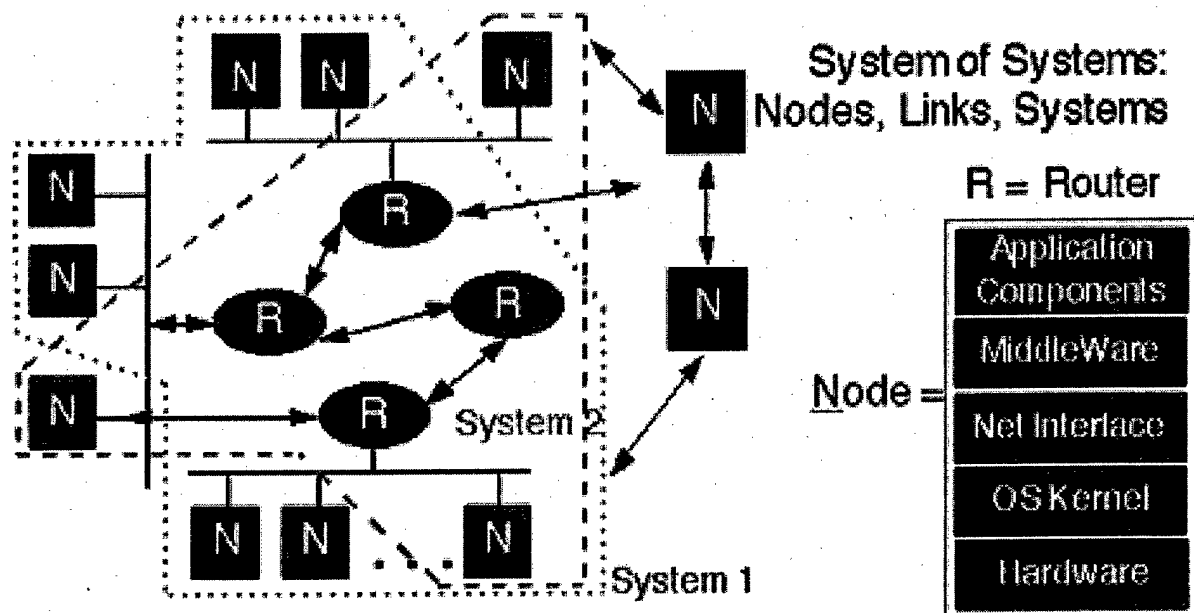 N N N
System of Systems:
N
Nodes, Links, Systems
N
R = Router
R
Application
Components
N
R
R
N
MiddleWare
Node =
N
R
System 2
Net Interface
OS Kernel
N N N
System 1
Hardware